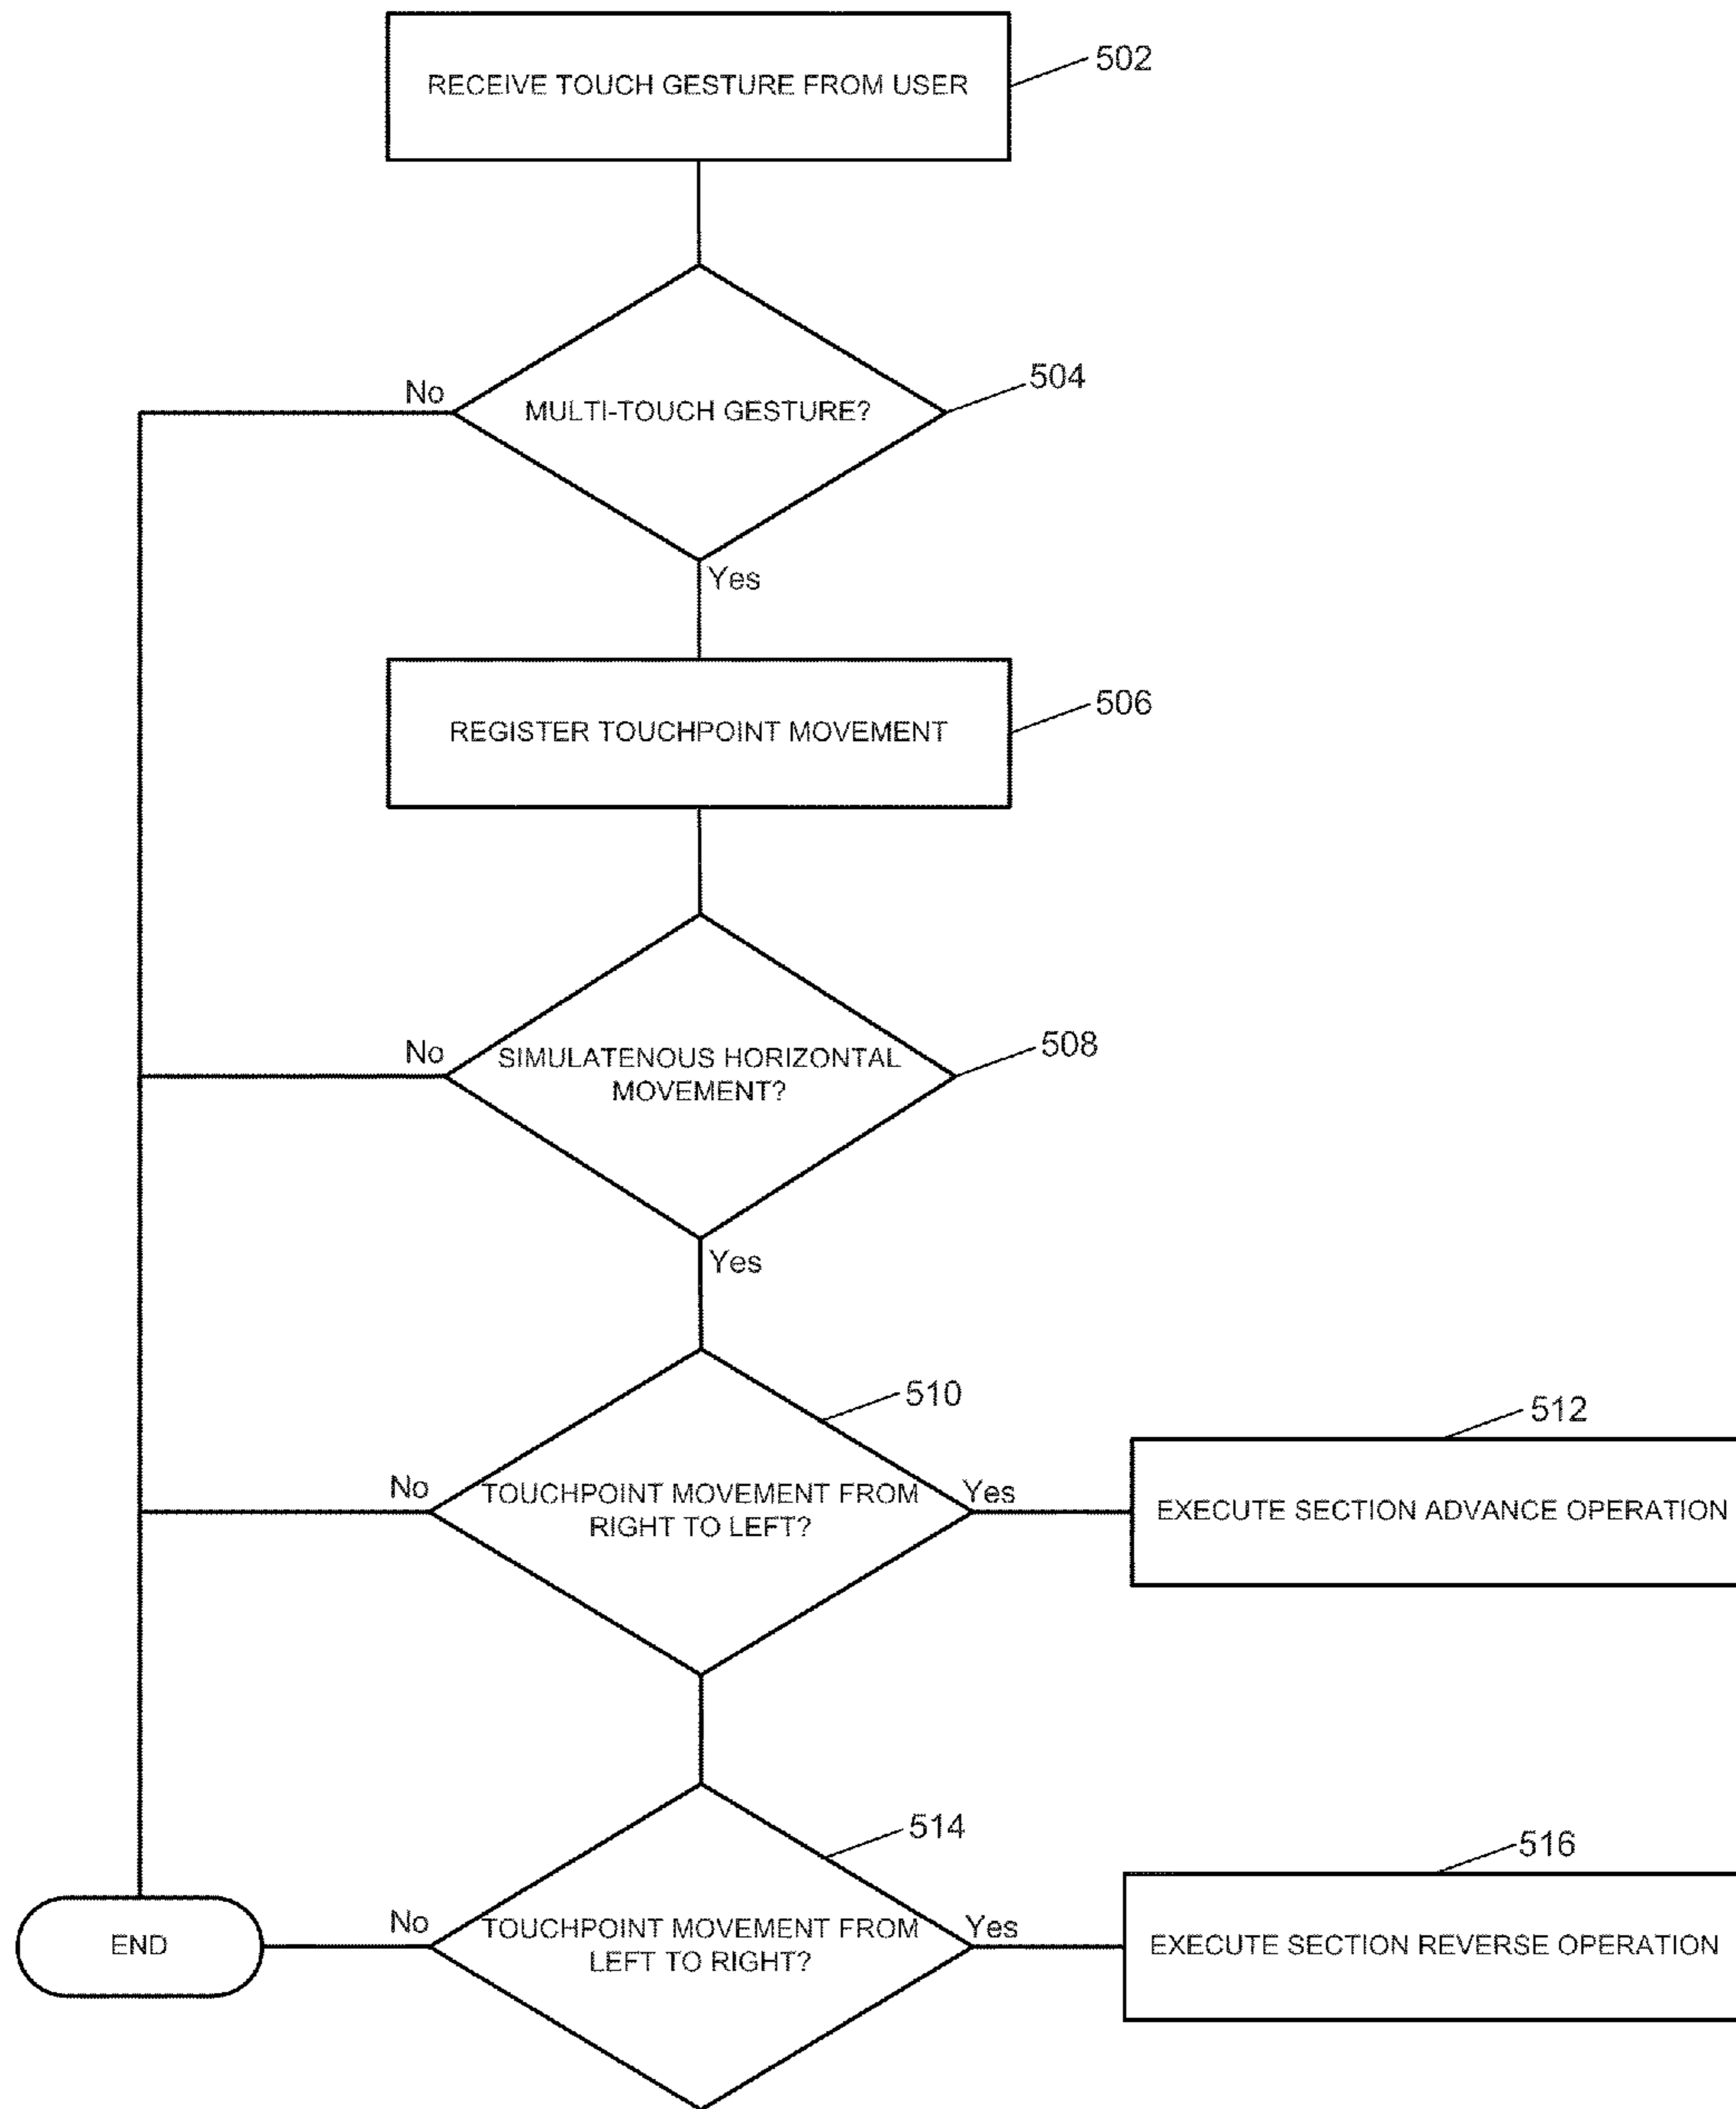 RECEIVE TOUCH GESTURE FROM USER
502
No
MULTI-TOUCH GESTURE?
504
Yes
REGISTER TOUCHPOINT MOVEMENT
506
No
SIMULATENOUS HORIZONTAL
MOVEMENT?
508
Yes
510
512
No
TOUCHPOINT MOVEMENT FROM
RIGHT TO LEFT?
Yes
EXECUTE SECTION ADVANCE OPERATION
514
516
END
No
TOUCHPOINT MOVEMENT FROM
LEFT TO RIGHT?
Yes
EXECUTE SECTION REVERSE OPERATION